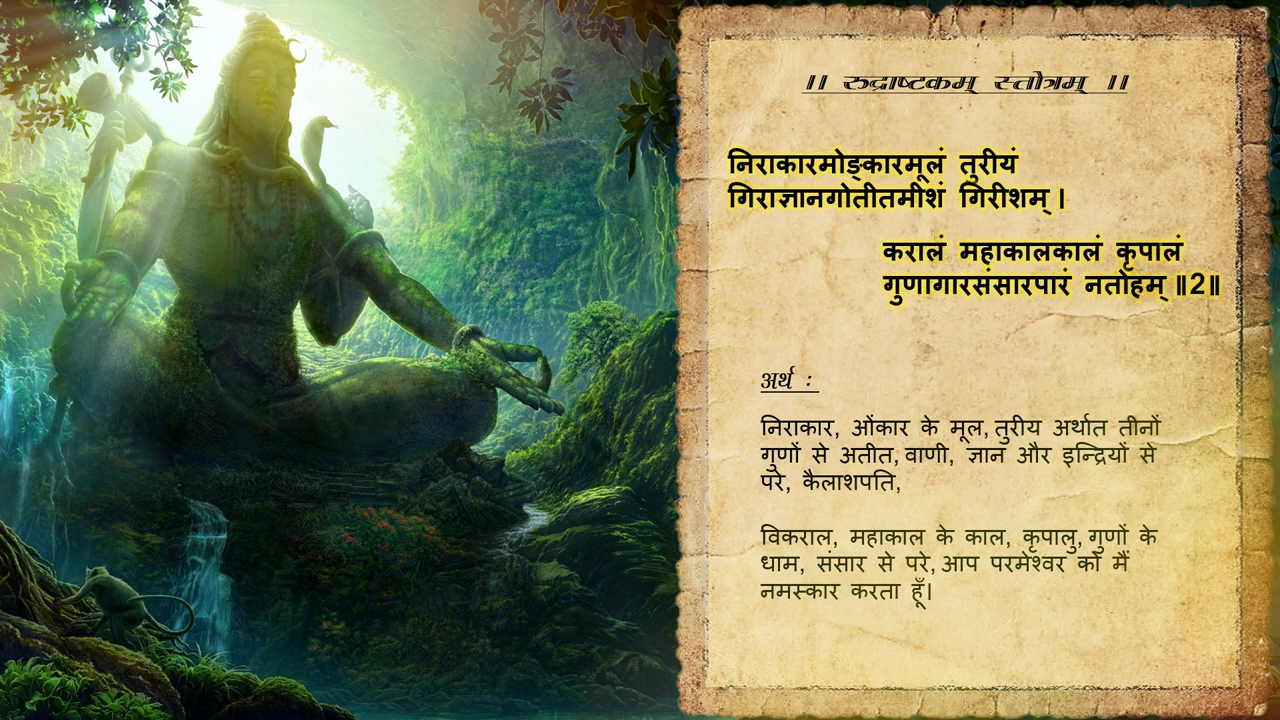 ।। रुद्राष्टकम् स्तोत्रम् ।।
निराकारमोङ्कारमूलं तुरीयं
गिराज्ञानगोतीतमीशं गिरीशम् ।
करालं महाकालकालं कृपालं
गुणागारसंसारपारं नतोहम् ॥2॥
अर्थ :
निराकार, ओंकार के मूल, तुरीय अर्थात तीनों
गुणों से अतीत, वाणी, ज्ञान और इन्द्रियों से
परे, कैलाशपति,
विकराल, महाकाल के काल, कृपालु, गुणों के
धाम, संसार से परे, आप परमेश्वर को मैं
नमस्कार करता हूँ।